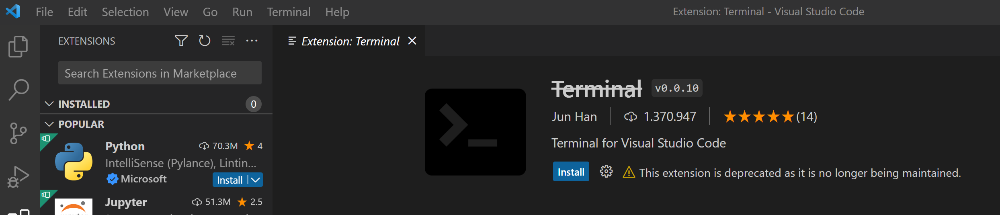 File Edit Selection View Go Run Terminal Help
Extension: Terminal - Visual Studio Code
EXTENSIONS
Search Extensions in Marketplace
INSTALLED 0
POPULAR
Python 70.3M 4
IntelliSense (Pylance), Lintin...
Microsoft Install
Jupyter 51.3M 2.5
Extension: Terminal
Terminal v0.0.10
Jun Han 1.370.947 (14)
Terminal for Visual Studio Code
Install This extension is deprecated as it is no longer being maintained.